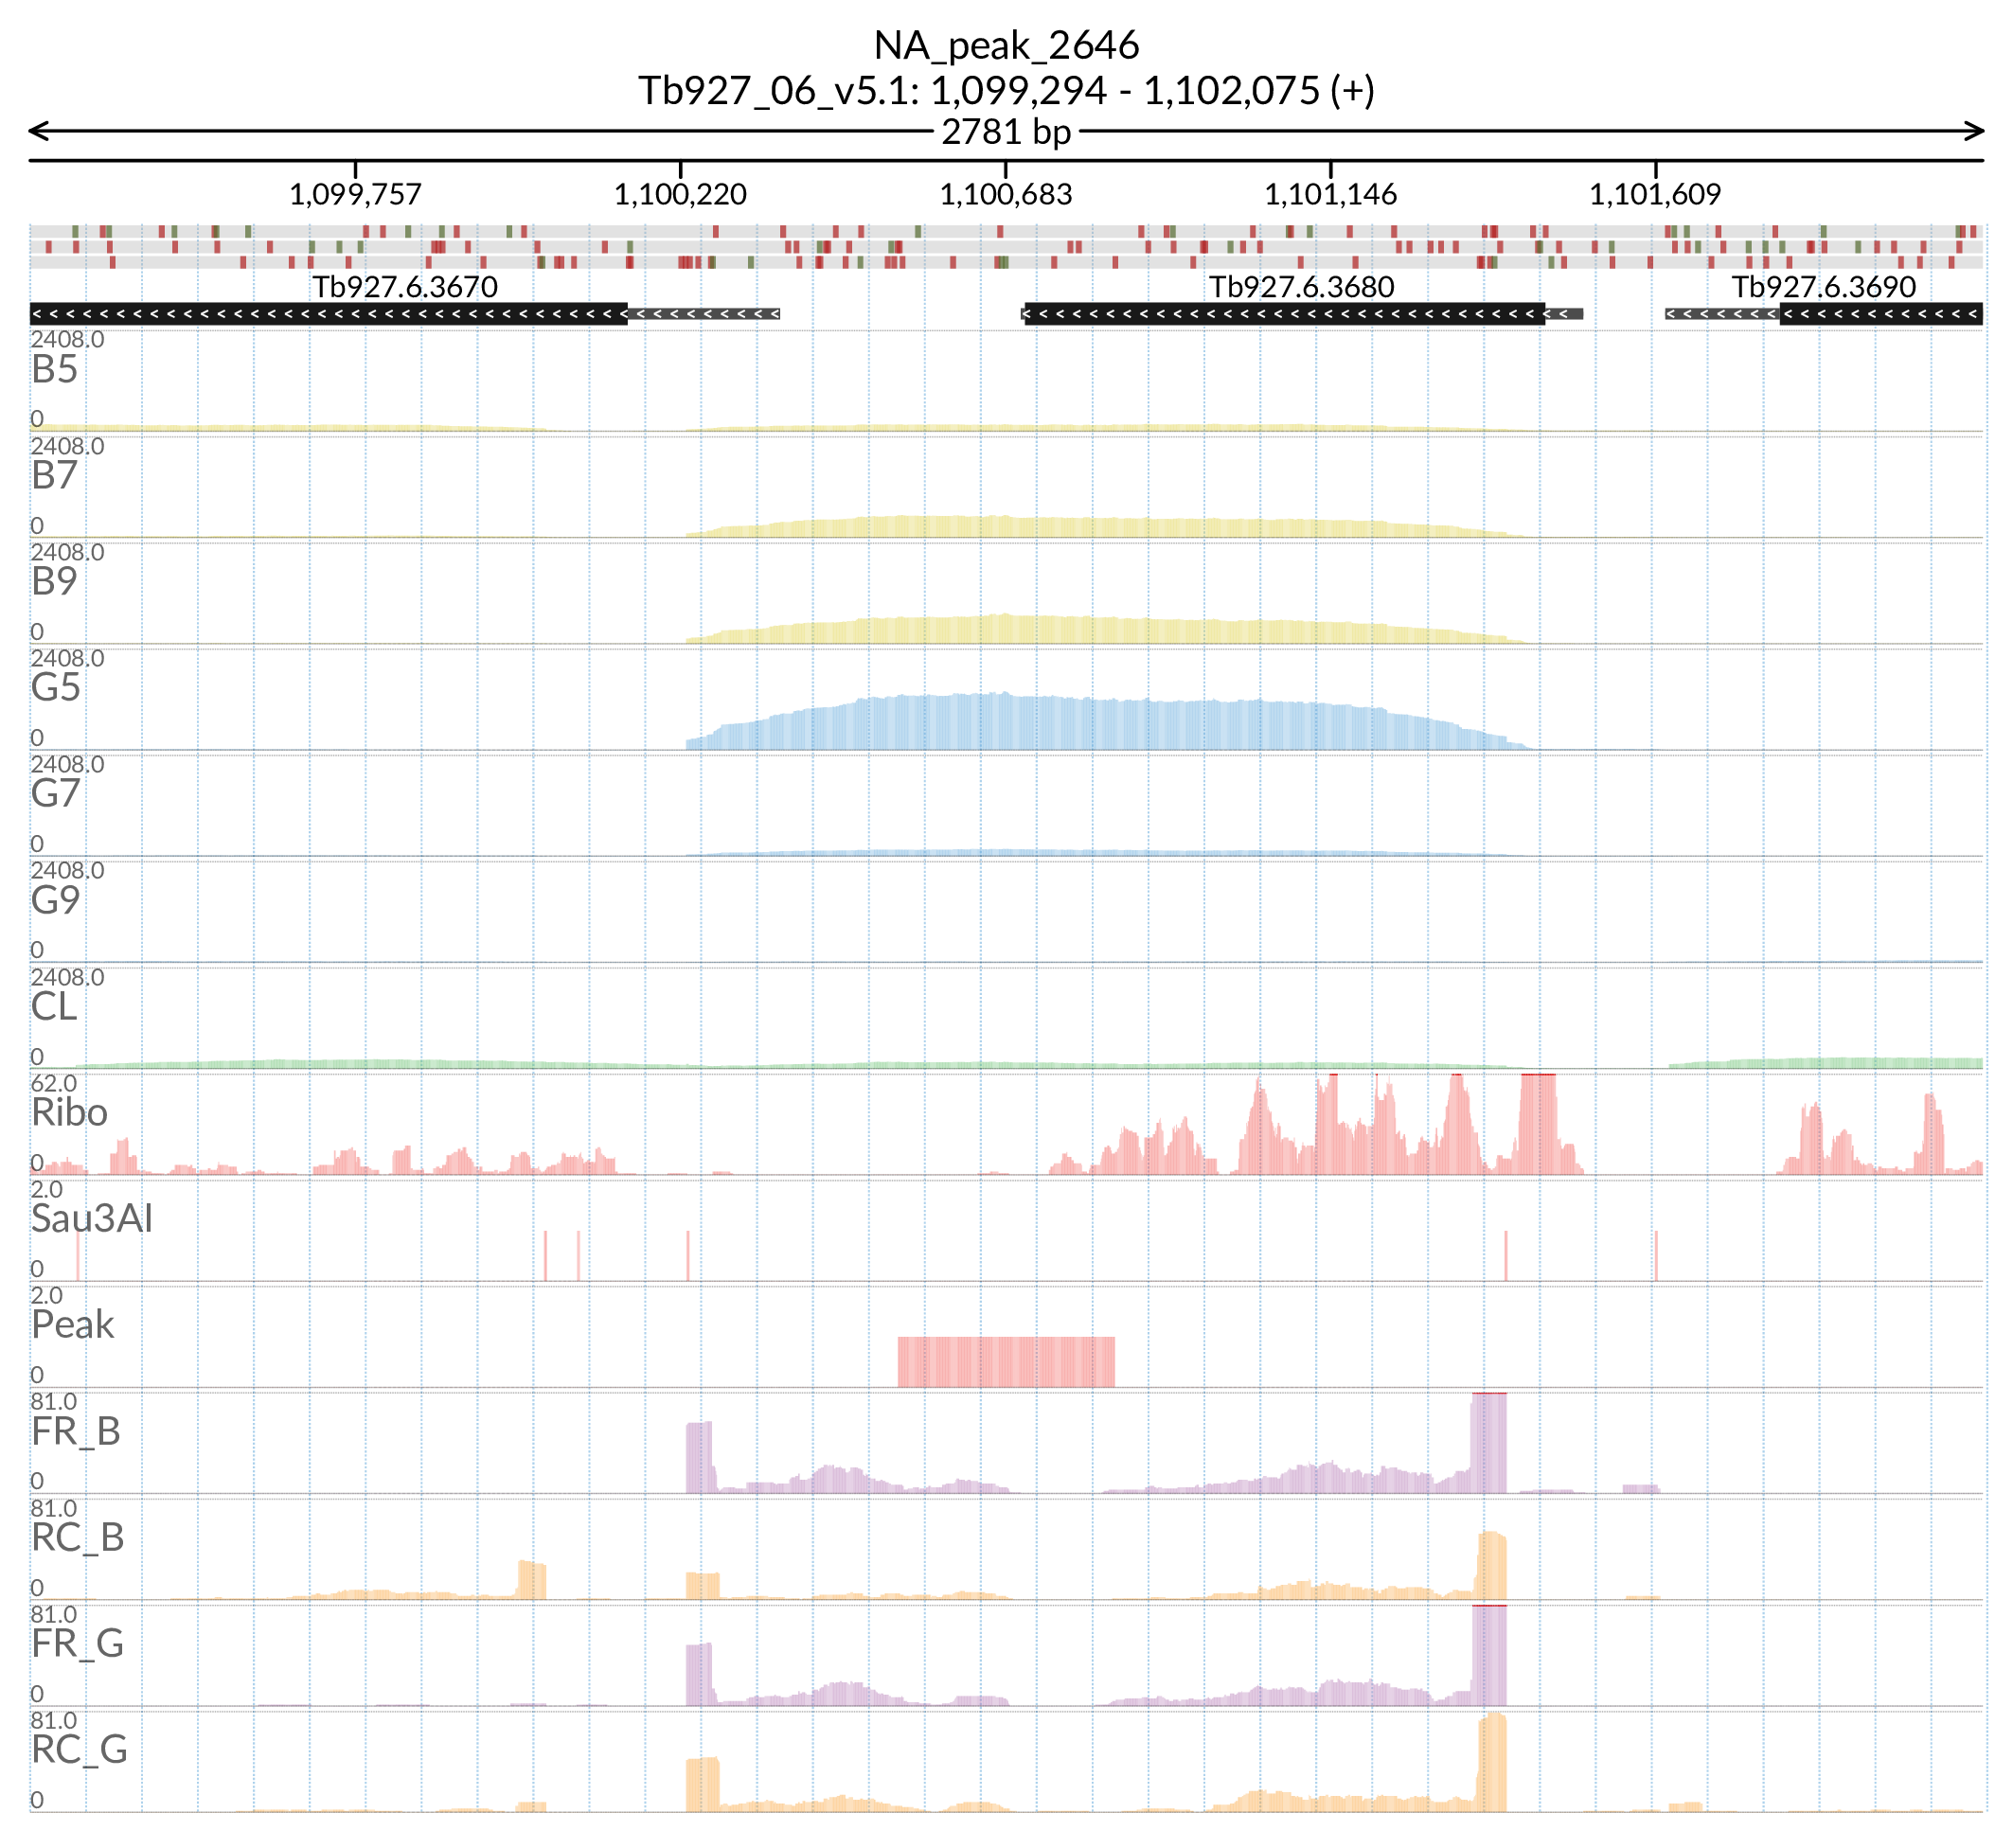 NA_peak_2646
Tb927_06_v5.1: 1,099,294 - 1,102,075 (+)
2781 bp
1,099,757 1,100,220 1,100,683 1,101,146 1,101,609
Tb927.6.3670 Tb927.6.3680 Tb927.6.3690
2408.0
B5
0
2408.0
B7
0
2408.0
B9
0
2408.0
G5
0
2408.0
G7
0
2408.0
G9
0
2408.0
CL
0
62.0
Ribo
0
2.0
Sau3AI
0
2.0
Peak
0
81.0
FR_B
0
81.0
RC_B
0
81.0
FR_G
0
81.0
RC_G
0